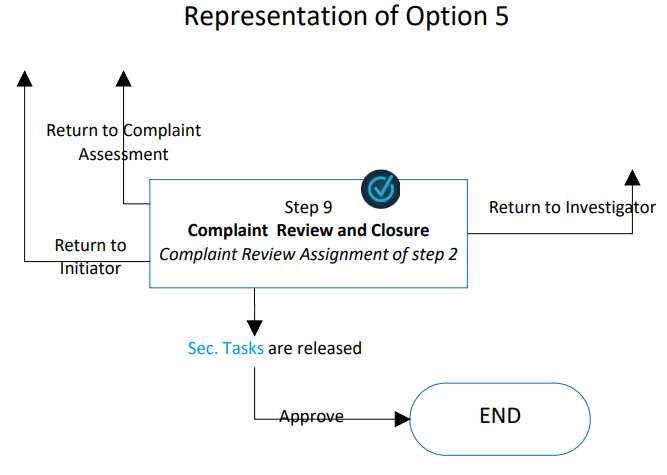 Representation of Option 5
Return to Complaint
Assessment
Step 9
Complaint Review and Closure
Complaint Review Assignment of step 2
Return to Investigator
Return to
Initiator
Sec. Tasks are released
Approve
END